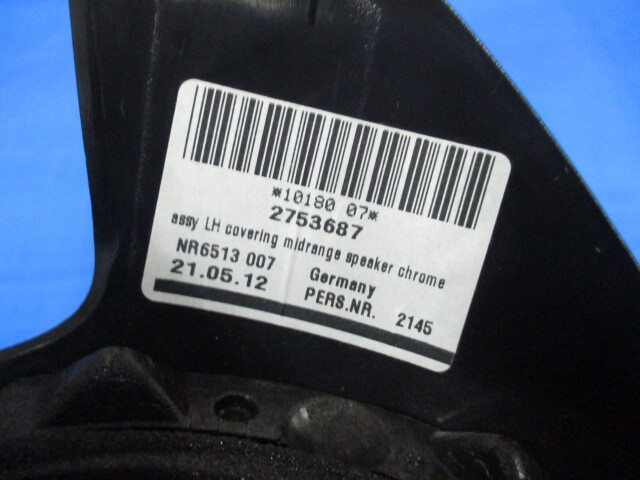 *10180 07*
2753687
assy LH covering midrange speaker chrome
NR6513 007 Germany
21.05.12 PERS.NR. 2145